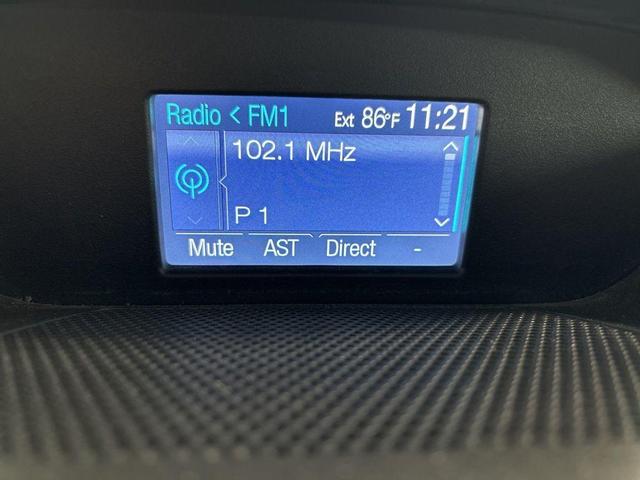 Radio < FM1 Ext 86°F 11:21
102.1 MHz
P 1
Mute AST Direct -